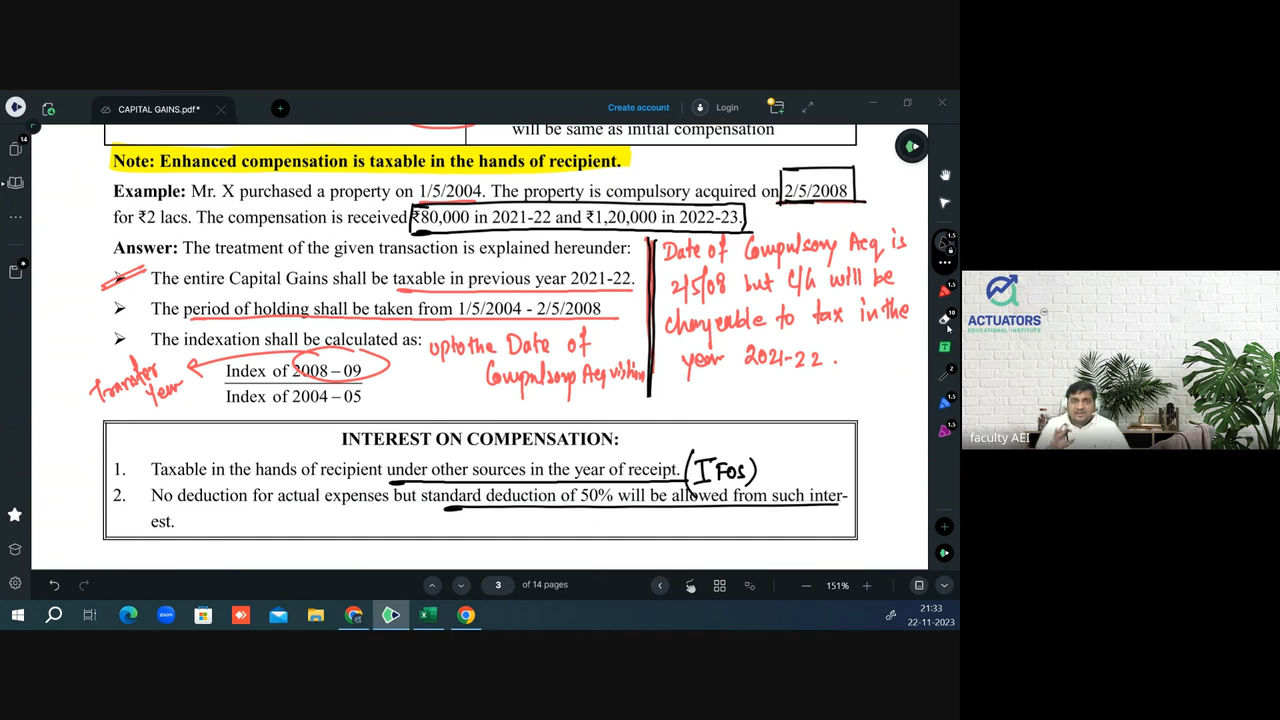 CAPITAL GAINS.pdf*
Create account
Login
will be same as initial compensation
Note: Enhanced compensation is taxable in the hands of recipient.
Example: Mr. X purchased a property on 1/5/2004. The property is compulsory acquired on 2/5/2008
for ₹2 lacs. The compensation is received ₹80,000 in 2021-22 and ₹1,20,000 in 2022-23.
Answer: The treatment of the given transaction is explained hereunder:
➢ The entire Capital Gains shall be taxable in previous year 2021-22.
➢ The period of holding shall be taken from 1/5/2004 - 2/5/2008
➢ The indexation shall be calculated as:
upto the Date of
Compulsory Acquisition
Transfer
year
Index of 2008 – 09
Index of 2004 – 05
Date of Compulsory Acq is
2/5/08 but C/G will be
chargeable to tax in the
year 2021-22.
INTEREST ON COMPENSATION:
1. Taxable in the hands of recipient under other sources in the year of receipt. (IFOS)
2. No deduction for actual expenses but standard deduction of 50% will be allowed from such inter-
est.
3 of 14 pages
151%
21:33
22-11-2023
ACTUATORS
EDUCATIONAL INSTITUTE
faculty AEI